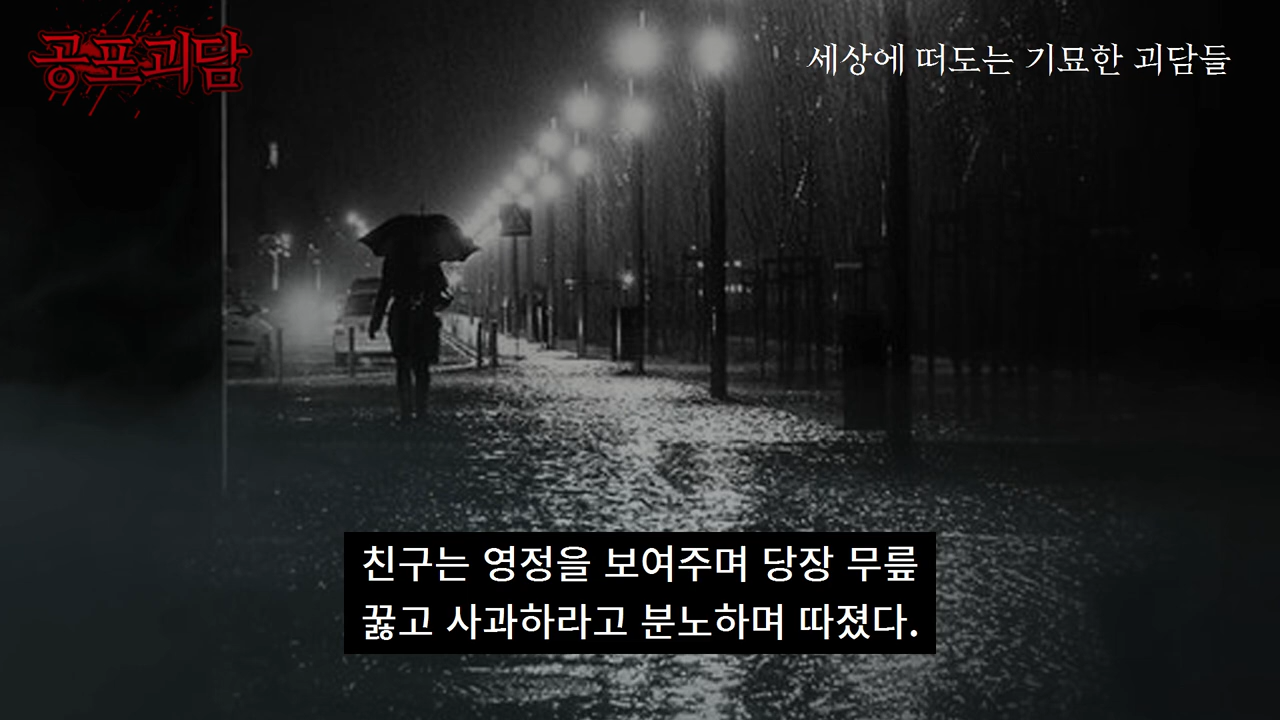 공포괴담
세상에 떠도는 기묘한 괴담들
친구는 영정을 보여주며 당장 무릎
꿇고 사과하라고 분노하며 따졌다.